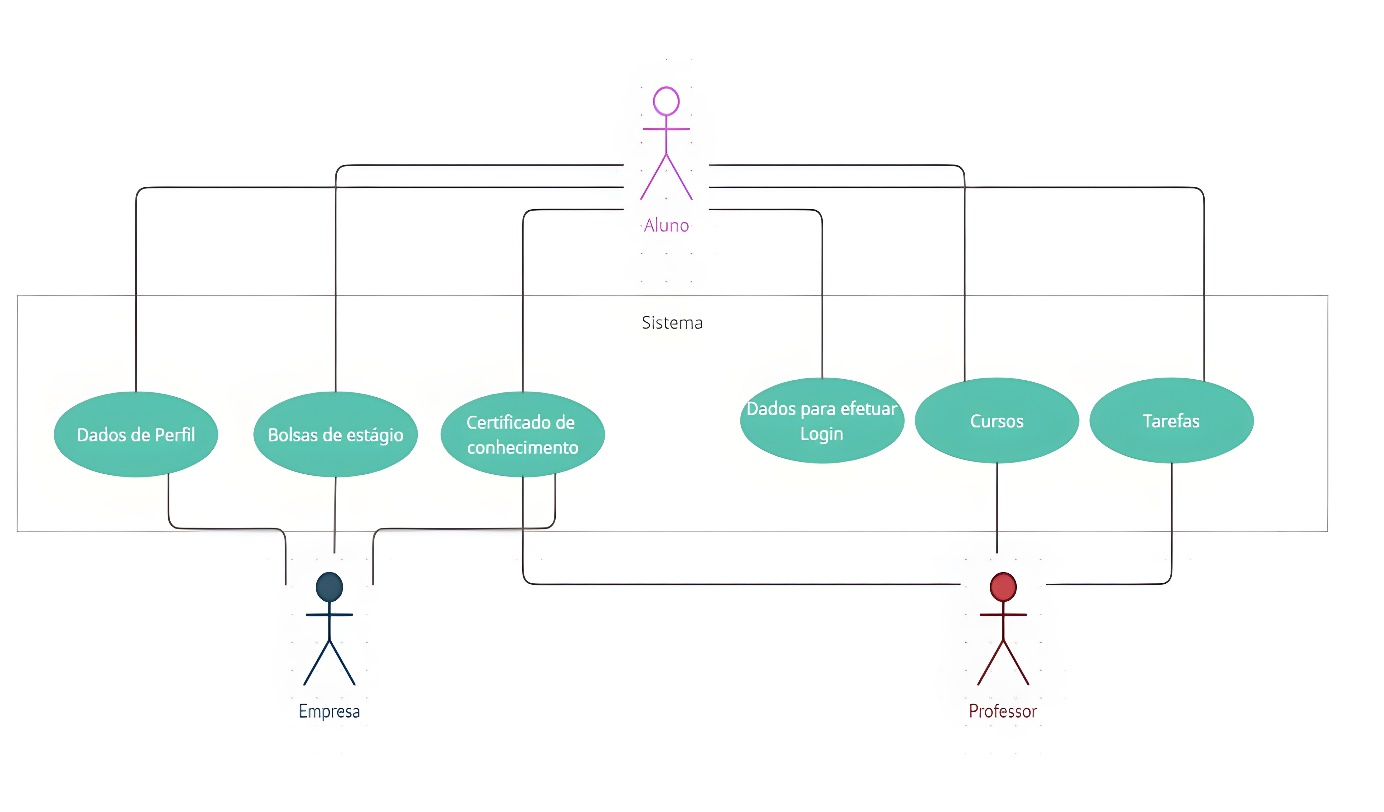 Aluno
Sistema
Dados de Perfil
Bolsas de estágio
Certificado de
conhecimento
Dados para efetuar
Login
Cursos
Tarefas
Empresa
Professor